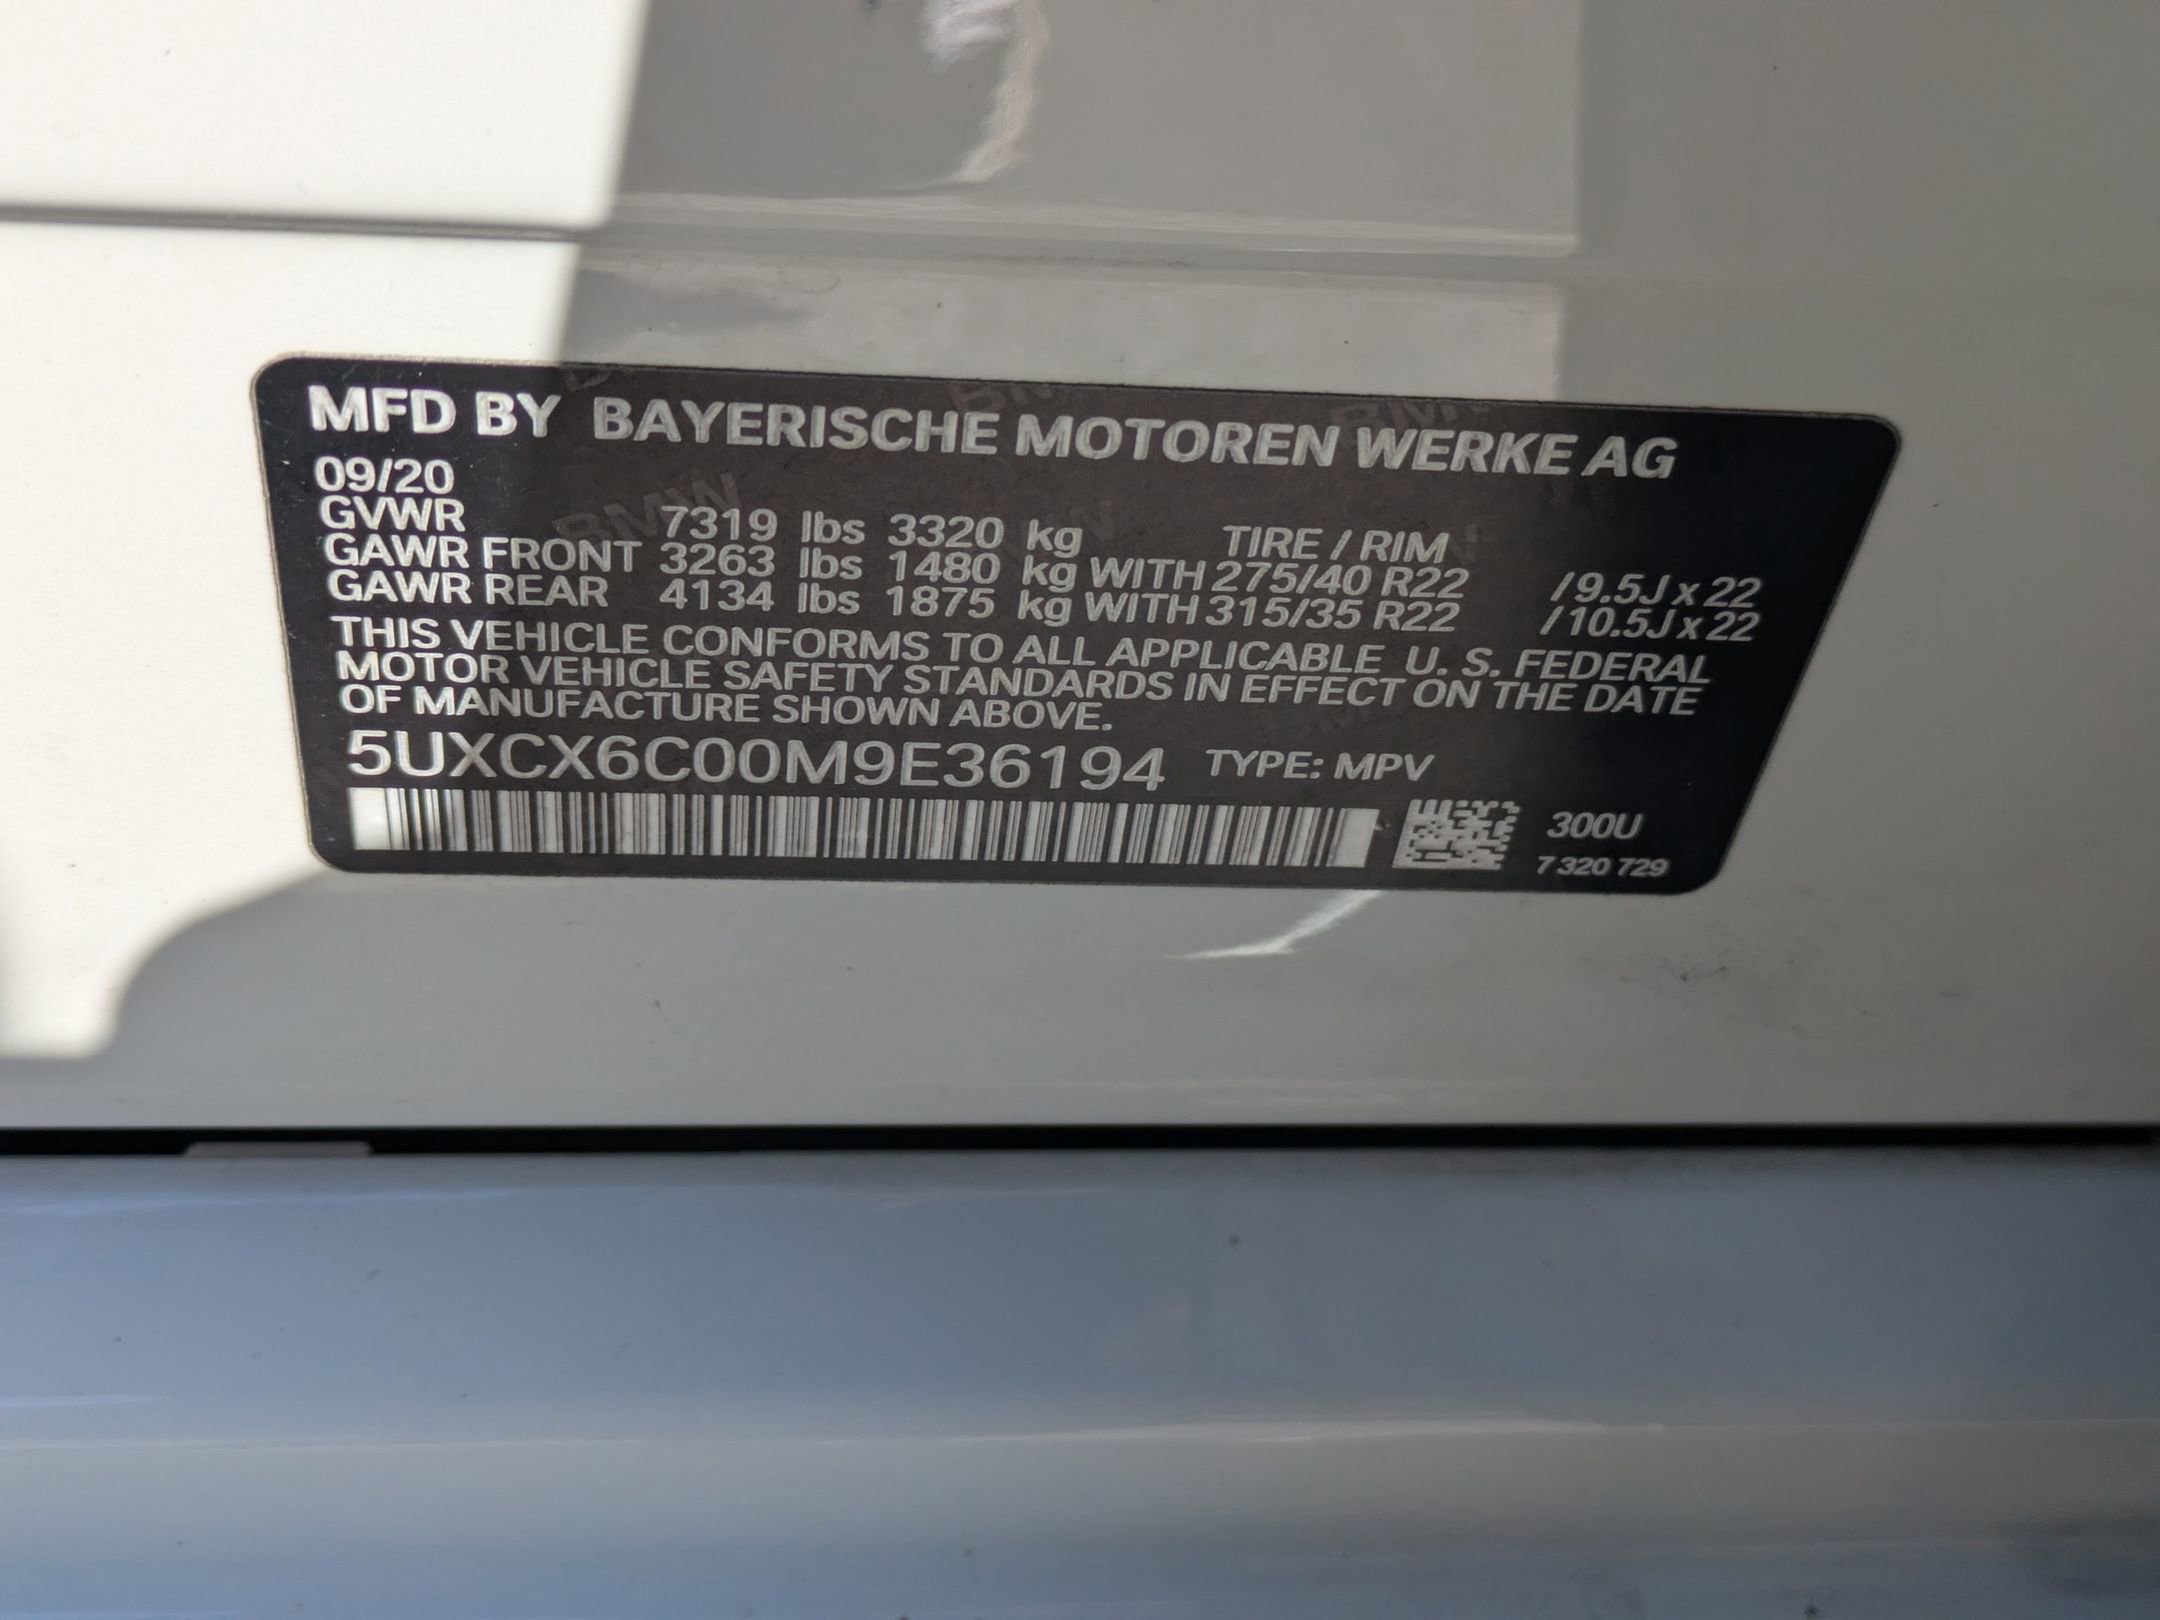 MFD BY BAYERISCHE MOTOREN WERKE AG
09/20
GVWR 7319 lbs 3320 kg TIRE / RIM
GAWR FRONT 3263 lbs 1480 kg WITH 275/40 R22 /9.5J x 22
GAWR REAR 4134 lbs 1875 kg WITH 315/35 R22 /10.5J x 22
THIS VEHICLE CONFORMS TO ALL APPLICABLE U. S. FEDERAL
MOTOR VEHICLE SAFETY STANDARDS IN EFFECT ON THE DATE
OF MANUFACTURE SHOWN ABOVE.
5UXCX6C00M9E36194 TYPE: MPV
300U
7 320 729